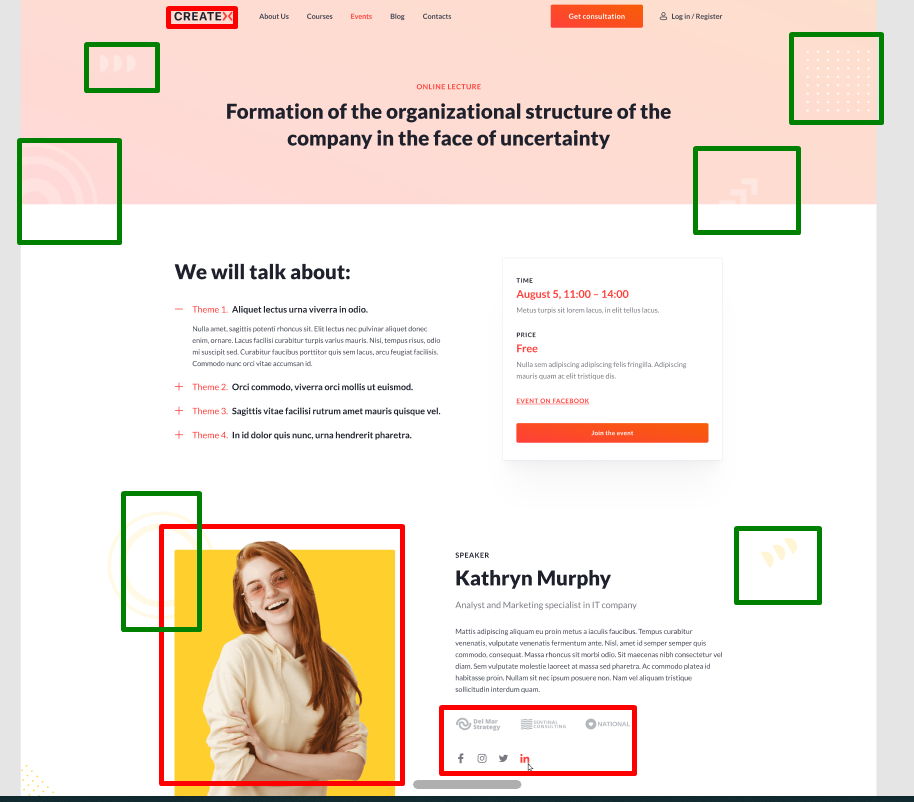 CREATEX
About Us
Courses
Events
Blog
Contacts
Get consultation
Log in / Register
ONLINE LECTURE
Formation of the organizational structure of the
company in the face of uncertainty
We will talk about:
Theme 1. Aliquet lectus urna viverra in odio.
Nulla amet, sagittis potenti rhoncus sit. Elit lectus nec pulvinar aliquet donec
enim, ornare. Lacus facilisi curabitur turpis varius mauris. Nisi, tempus risus, odio
mi suscipit sed. Curabitur faucibus porttitor quis sem lacus, arcu feugiat facilisis.
Commodo nunc orci vitae accumsan id.
Theme 2. Orci commodo, viverra orci mollis ut euismod.
Theme 3. Sagittis vitae facilisi rutrum amet mauris quisque vel.
Theme 4. In id dolor quis nunc, urna hendrerit pharetra.
TIME
August 5, 11:00 – 14:00
Metus turpis sit lorem lacus, in elit tellus lacus.
PRICE
Free
Nulla sem adipiscing adipiscing felis fringilla. Adipiscing
mauris quam ac elit tristique dis.
EVENT ON FACEBOOK
Join the event
SPEAKER
Kathryn Murphy
Analyst and Marketing specialist in IT company
Mattis adipiscing aliquam eu proin metus a iaculis faucibus. Tempus curabitur
venenatis, vulputate venenatis fermentum ante. Nisl, amet id semper semper quis
commodo, consequat. Massa rhoncus sit morbi odio. Sit maecenas nibh consectetur vel
diam. Sem vulputate molestie laoreet at massa sed pharetra. Ac commodo platea id
habitasse proin. Nullam sit nec ipsum posuere non. Nam vel aliquam tristique
sollicitudin interdum quam.
Del Mar
Strategy
SENTINAL
CONSULTING
NATIONAL